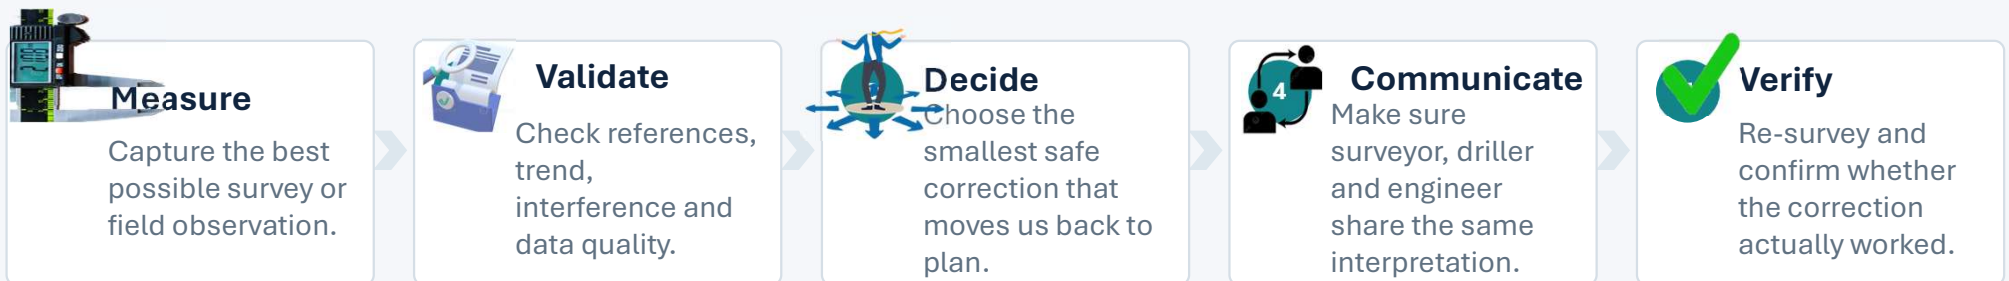 Measure
Capture the best
possible survey or
field observation.
Validate
Check references,
trend,
interference and
data quality.
Decide
Choose the
smallest safe
correction that
moves us back to
plan.
4
Communicate
Make sure
surveyor, driller
and engineer
share the same
interpretation.
Verify
Re-survey and
confirm whether
the correction
actually worked.